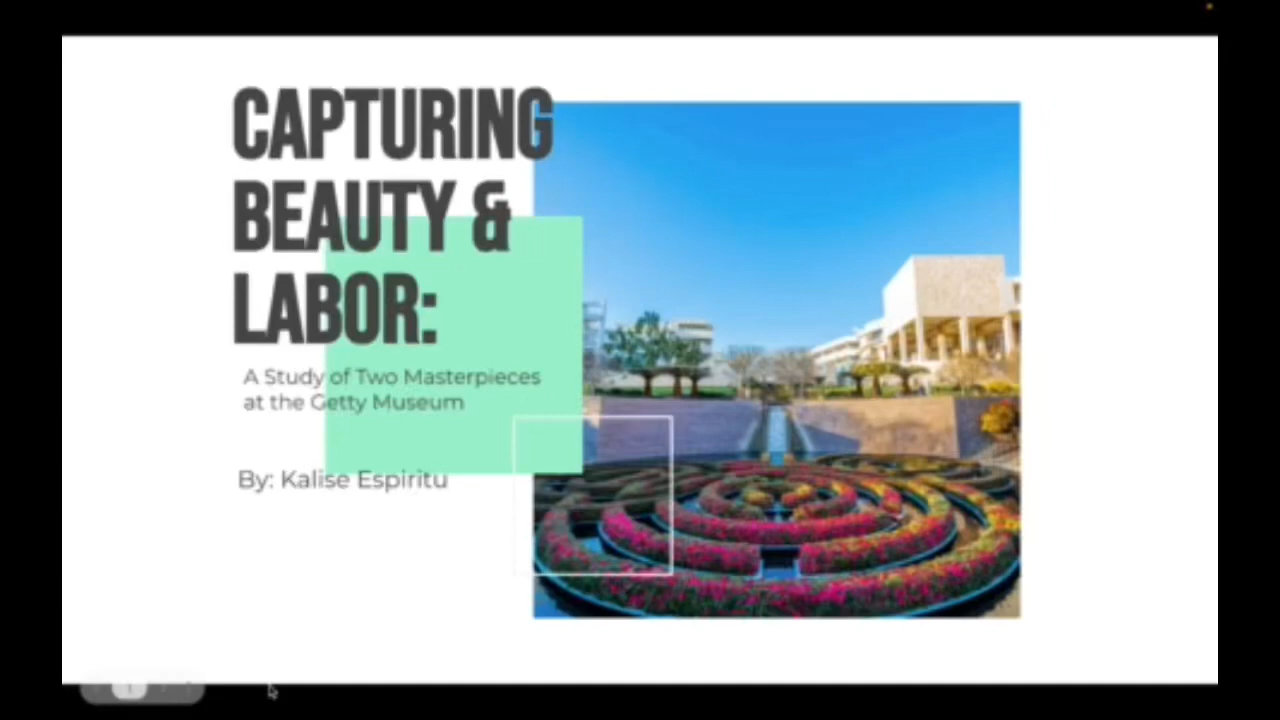 CAPTURING
BEAUTY &
LABOR:
A Study of Two Masterpieces
at the Getty Museum
By: Kalise Espiritu